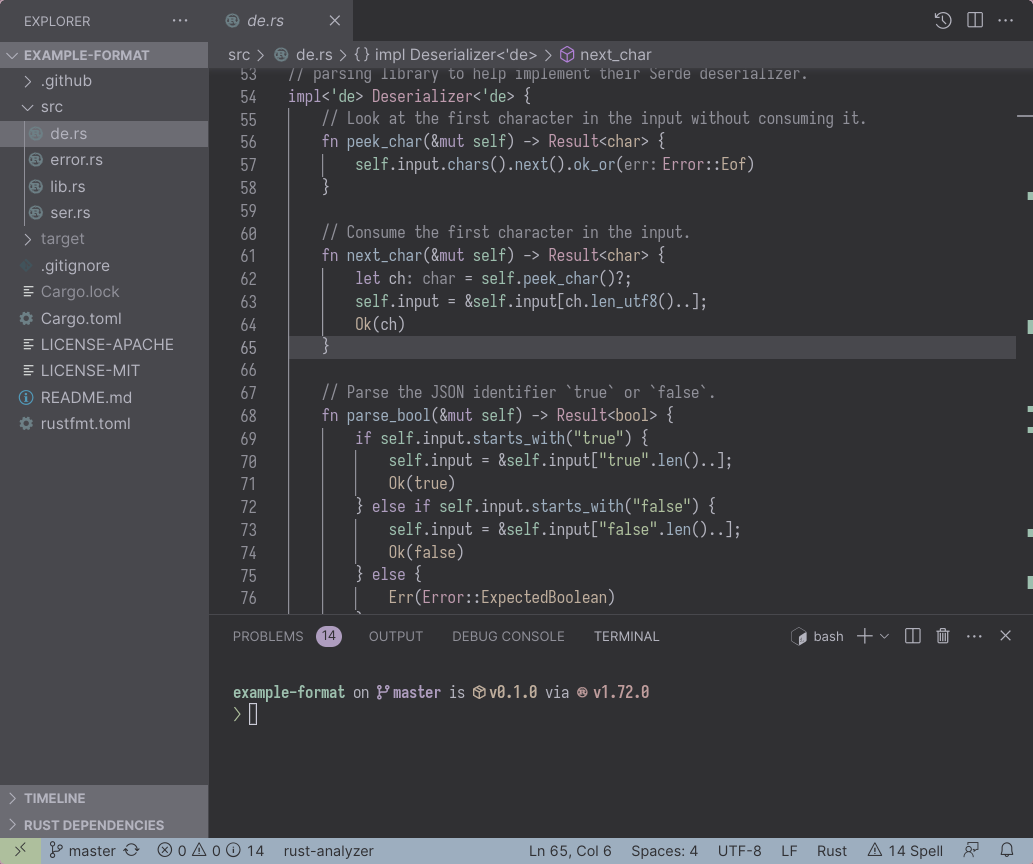 EXPLORER ···
EXAMPLE-FORMAT
.github
src
de.rs
error.rs
lib.rs
ser.rs
target
.gitignore
Cargo.lock
Cargo.toml
LICENSE-APACHE
LICENSE-MIT
README.md
rustfmt.toml
TIMELINE
RUST DEPENDENCIES
de.rs
src > de.rs > {} impl Deserializer<'de> > next_char
53 // parsing library to help implement their Serde deserializer.
54 impl<'de> Deserializer<'de> {
55 // Look at the first character in the input without consuming it.
56 fn peek_char(&mut self) -> Result<char> {
57 self.input.chars().next().ok_or(err: Error::Eof)
58 }
59
60 // Consume the first character in the input.
61 fn next_char(&mut self) -> Result<char> {
62 let ch: char = self.peek_char()?;
63 self.input = &self.input[ch.len_utf8()..];
64 Ok(ch)
65 }
66
67 // Parse the JSON identifier `true` or `false`.
68 fn parse_bool(&mut self) -> Result<bool> {
69 if self.input.starts_with("true") {
70 self.input = &self.input["true".len()..];
71 Ok(true)
72 } else if self.input.starts_with("false") {
73 self.input = &self.input["false".len()..];
74 Ok(false)
75 } else {
76 Err(Error::ExpectedBoolean)
PROBLEMS 14 OUTPUT DEBUG CONSOLE TERMINAL bash
example-format on master is v0.1.0 via v1.72.0
>
master 0 0 14 rust-analyzer Ln 65, Col 6 Spaces: 4 UTF-8 LF Rust 14 Spell